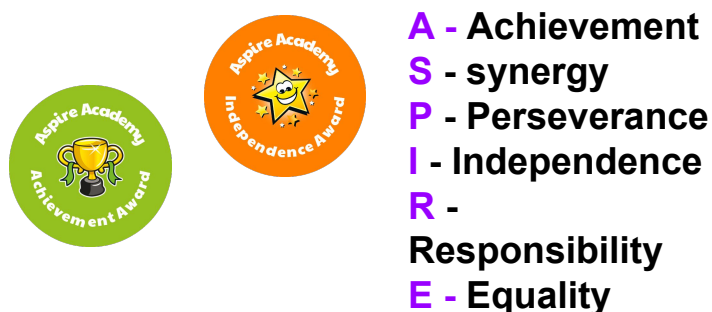 Aspire Academy
Achievement Award
Aspire Academy
Independence Award
A - Achievement
S - synergy
P - Perseverance
I - Independence
R -
Responsibility
E - Equality